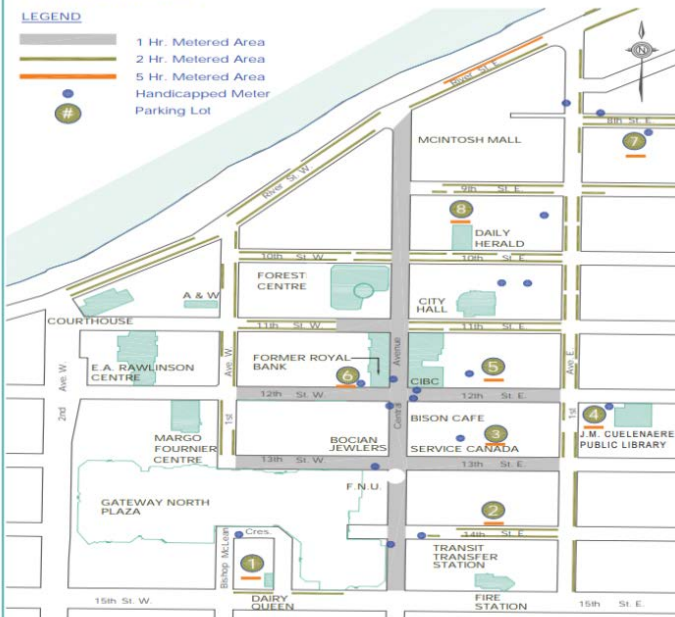 LEGEND
1 Hr. Metered Area
2 Hr. Metered Area
5 Hr. Metered Area
Handicapped Meter
#
Parking Lot
N
River St. E.
8th St. E.
7
MCINTOSH MALL
River St. W.
9th St. E.
8
DAILY
HERALD
10th St. W.
10th St. E.
FOREST
CENTRE
A & W
CITY
HALL
COURTHOUSE
11th St. W.
11th St. E.
E.A. RAWLINSON
CENTRE
Ave. W.
FORMER ROYAL
BANK
6
Avenue
CIBC
5
Ave. E.
2nd Ave. W.
12th St. W.
12th St. E.
1st
Central
1st
MARGO
FOURNIER
CENTRE
BOCIAN
JEWLERS
BISON CAFE
3
SERVICE CANADA
4
J.M. CUELENAERE
PUBLIC LIBRARY
13th St. W.
13th St. E.
F.N.U.
GATEWAY NORTH
PLAZA
2
Cres.
14th St. E.
Bishop McLean
1
TRANSIT
TRANSFER
STATION
15th St. W.
DAIRY
QUEEN
FIRE
STATION
15th St. E.